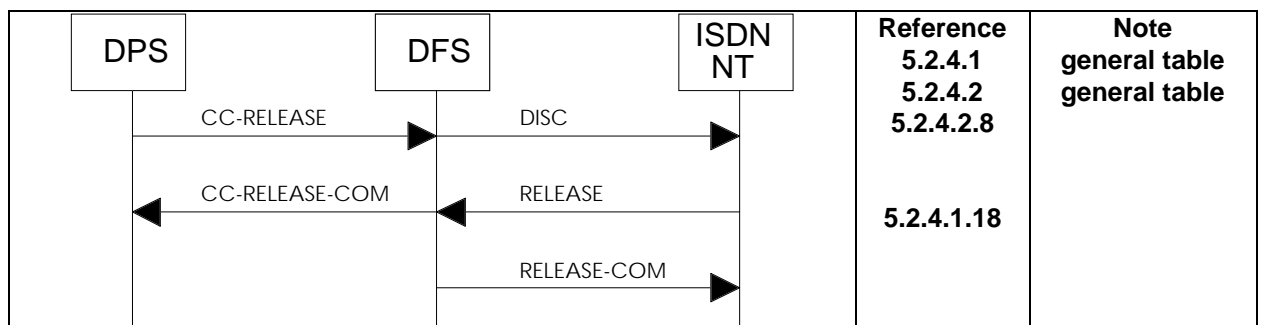 DPS
DFS
ISDN
NT
Reference
Note
5.2.4.1
general table
5.2.4.2
general table
CC-RELEASE
DISC
5.2.4.2.8
CC-RELEASE-COM
RELEASE
5.2.4.1.18
RELEASE-COM